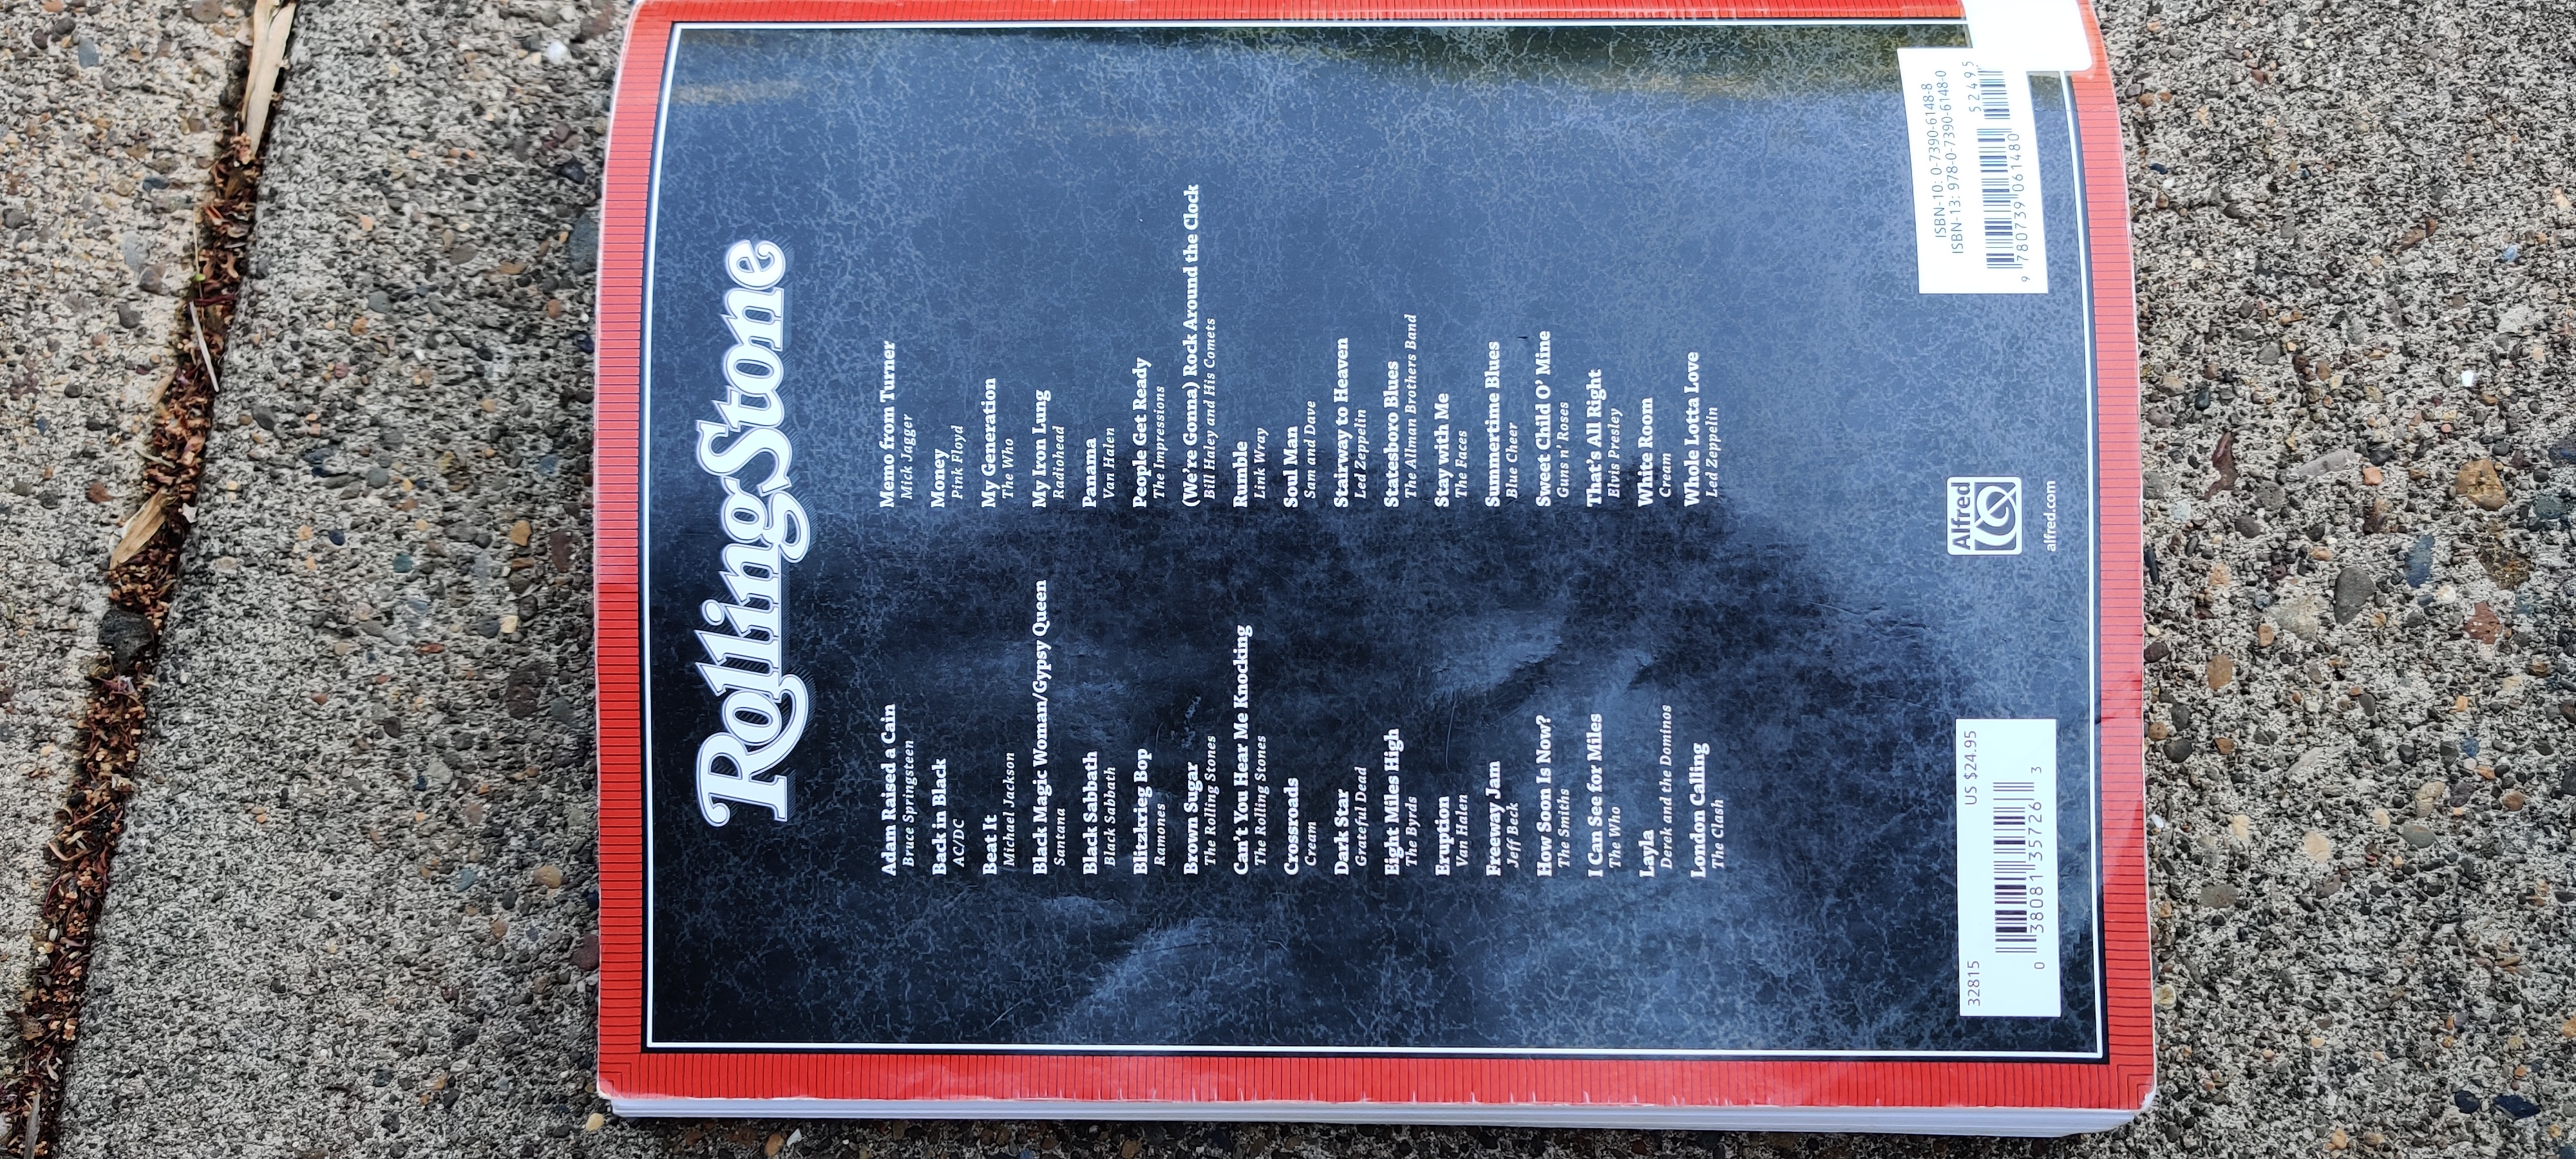 RollingStone
Adam Raised a Cain
Bruce Springsteen
Back in Black
AC/DC
Beat It
Michael Jackson
Black Magic Woman/Gypsy Queen
Santana
Black Sabbath
Black Sabbath
Blitzkrieg Bop
Ramones
Brown Sugar
The Rolling Stones
Can't You Hear Me Knocking
The Rolling Stones
Crossroads
Cream
Dark Star
Grateful Dead
Eight Miles High
The Byrds
Eruption
Van Halen
Freeway Jam
Jeff Beck
How Soon Is Now?
The Smiths
I Can See for Miles
The Who
Layla
Derek and the Dominos
London Calling
The Clash
Memo from Turner
Mick Jagger
Money
Pink Floyd
My Generation
The Who
My Iron Lung
Radiohead
Panama
Van Halen
People Get Ready
The Impressions
(We're Gonna) Rock Around the Clock
Bill Haley and His Comets
Rumble
Link Wray
Soul Man
Sam and Dave
Stairway to Heaven
Led Zeppelin
Statesboro Blues
The Allman Brothers Band
Stay with Me
The Faces
Summertime Blues
Blue Cheer
Sweet Child O' Mine
Guns n' Roses
That's All Right
Elvis Presley
White Room
Cream
Whole Lotta Love
Led Zeppelin
32815 US $24.95
0 38081 35726 3
Alfred
alfred.com
ISBN-10: 0-7390-6148-8
ISBN-13: 978-0-7390-6148-0
52495
9 780739 061480